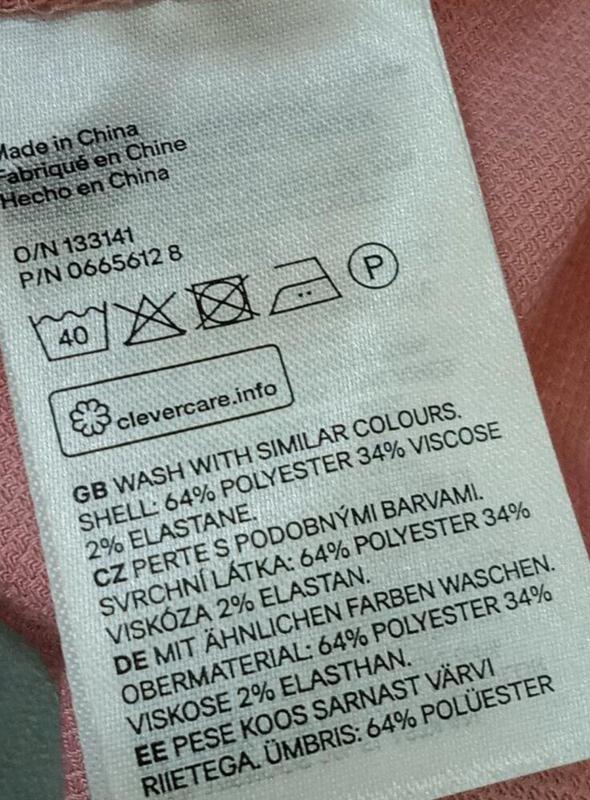 Made in China
Fabriqué en Chine
Hecho en China
O/N 133141
P/N 0665612 8
40
P
clevercare.info
GB WASH WITH SIMILAR COLOURS.
SHELL: 64% POLYESTER 34% VISCOSE
2% ELASTANE.
CZ PERTE S PODOBNÝMI BARVAMI.
SVRCHNÍ LÁTKA: 64% POLYESTER 34%
VISKÓZA 2% ELASTAN.
DE MIT ÄHNLICHEN FARBEN WASCHEN.
OBERMATERIAL: 64% POLYESTER 34%
VISKOSE 2% ELASTHAN.
EE PESE KOOS SARNAST VÄRVI
RIIETEGA. ÜMBRIS: 64% POLÜESTER